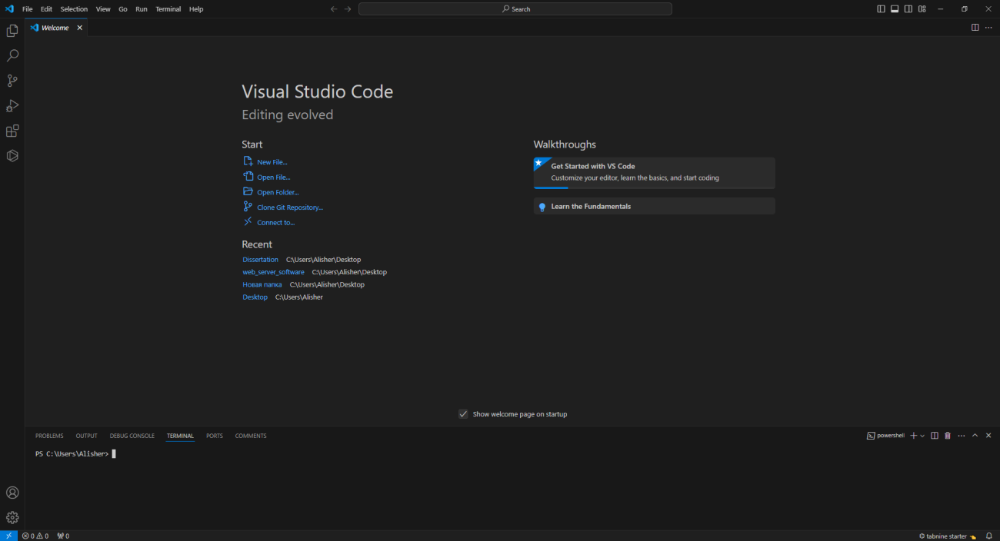 File Edit Selection View Go Run Terminal Help Search
Welcome
Visual Studio Code
Editing evolved
Start
New File...
Open File...
Open Folder...
Clone Git Repository...
Connect to...
Recent
Dissertation C:\Users\Alisher\Desktop
web_server_software C:\Users\Alisher\Desktop
Новая папка C:\Users\Alisher\Desktop
Desktop C:\Users\Alisher
Walkthroughs
Get Started with VS Code
Customize your editor, learn the basics, and start coding
Learn the Fundamentals
Show welcome page on startup
PROBLEMS OUTPUT DEBUG CONSOLE TERMINAL PORTS COMMENTS powershell
PS C:\Users\Alisher>
0 0 0 tabnine starter